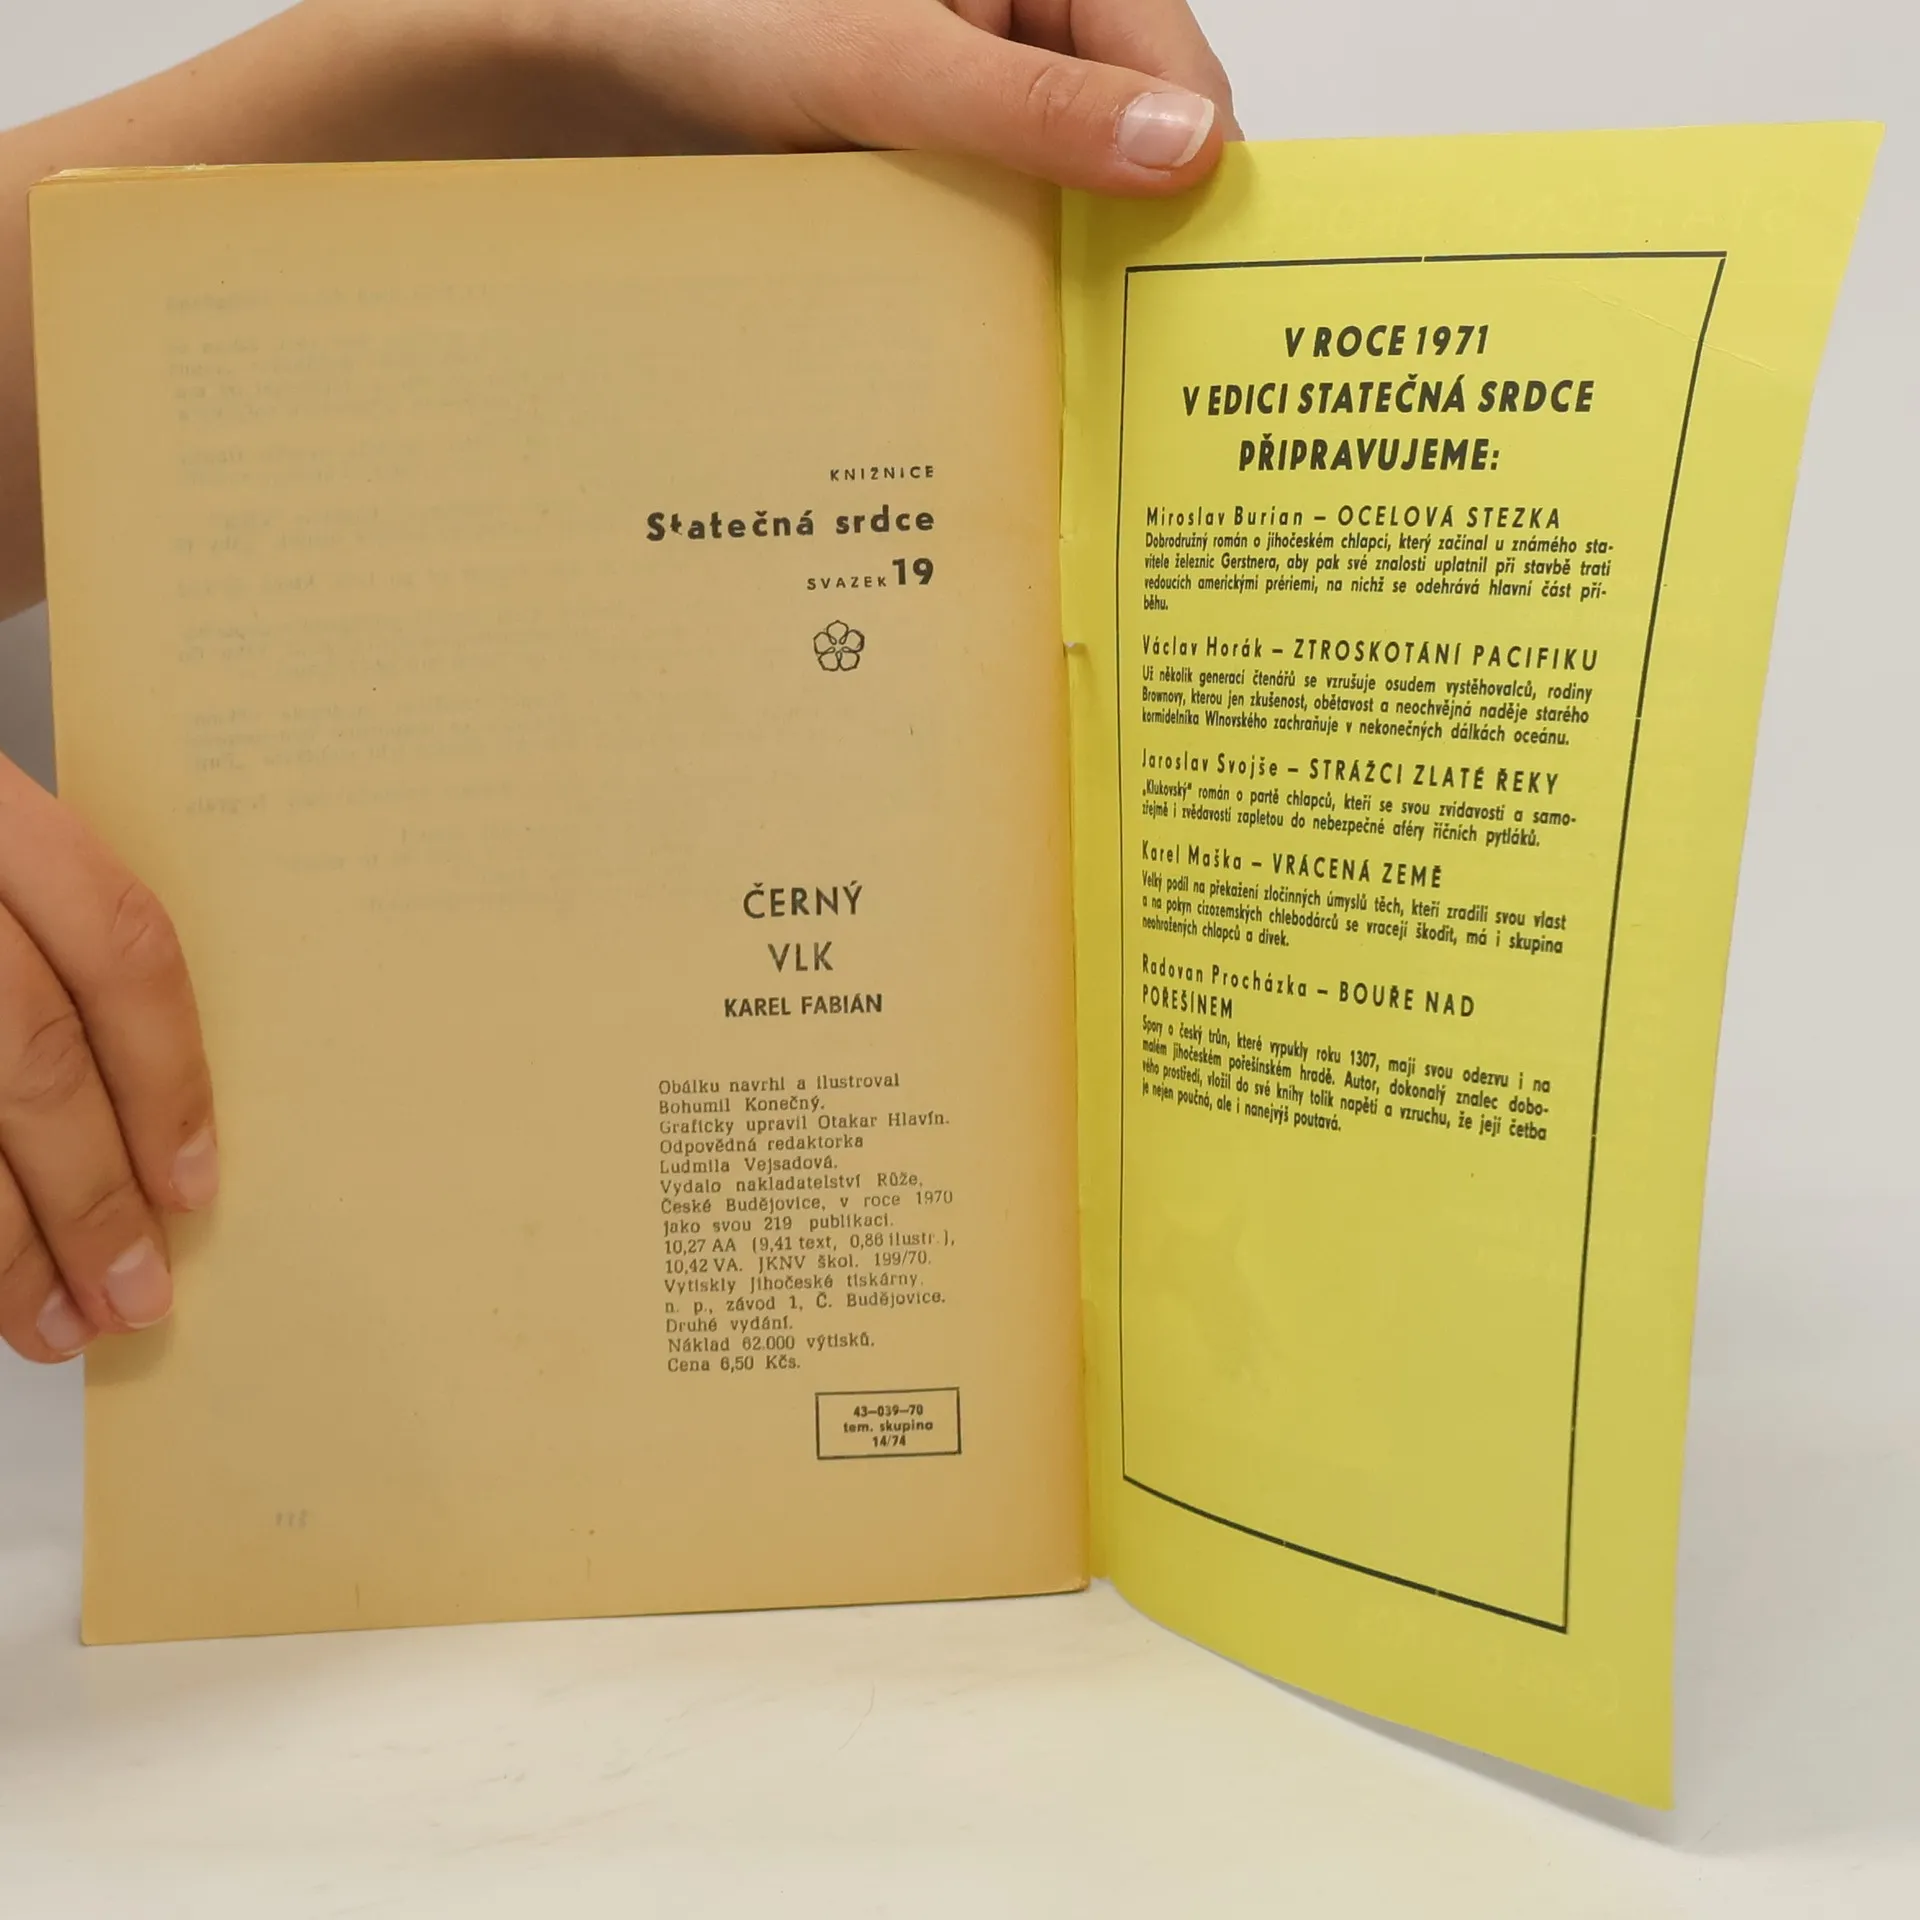 KNIŽNICE
Statečná srdce
SVAZEK 19
ČERNÝ
VLK
KAREL FABIÁN
Obálku navrhl a ilustroval
Bohumil Konečný.
Graficky upravil Otakar Hlavín.
Odpovědná redaktorka
Ludmila Vejsadová.
Vydalo nakladatelství Růže,
České Budějovice, v roce 1970
jako svou 219 publikaci.
10,27 AA (9,41 text, 0,86 ilustr.),
10,42 VA. JKNV škol. 199/70.
Vytiskly Jihočeské tiskárny,
n. p., závod 1, Č. Budějovice.
Druhé vydání.
Náklad 62.000 výtisků.
Cena 6,50 Kčs.
43—039—70
tem. skupina
14/74
V ROCE 1971
V EDICI STATEČNÁ SRDCE
PŘIPRAVUJEME:
Miroslav Burian – OCELOVÁ STEZKA
Dobrodružný román o jihočeském chlapci, který začínal u známého sta-
vitele železnic Gerstnera, aby pak své znalosti uplatnil při stavbě trati
vedoucích americkými prériemi, na nichž se odehrává hlavní část pří-
běhu.
Václav Horák – ZTROSKOTÁNÍ PACIFIKU
Už několik generací čtenářů se vzrušuje osudem vystěhovalců, rodiny
Brownovy, kterou jen zkušenost, obětavost a neochvějná naděje starého
kormidelníka Wlnovského zachraňuje v nekonečných dálkách oceánu.
Jaroslav Svojše – STRÁŽCI ZLATÉ ŘEKY
„Klukovský" román o partě chlapců, kteří se svou zvídavostí a samo-
zřejmě i zvědavostí zapletou do nebezpečné aféry říčních pytláků.
Karel Maška – VRÁCENÁ ZEMĚ
Velký podíl na překažení zločinných úmyslů těch, kteří zradili svou vlast
a na pokyn cizozemských chlebodárců se vracejí škodit, má i skupina
neohrožených chlapců a dívek.
Radovan Procházka – BOUŘE NAD
POŘEŠÍNEM
Spory o český trůn, které vypukly roku 1307, mají svou odezvu i na
malém jihočeském pořešínském hradě. Autor, dokonalý znalec dobo-
vého prostředí, vložil do své knihy tolik napětí a vzruchu, že její četba
je nejen poučná, ale i nanejvýš poutavá.